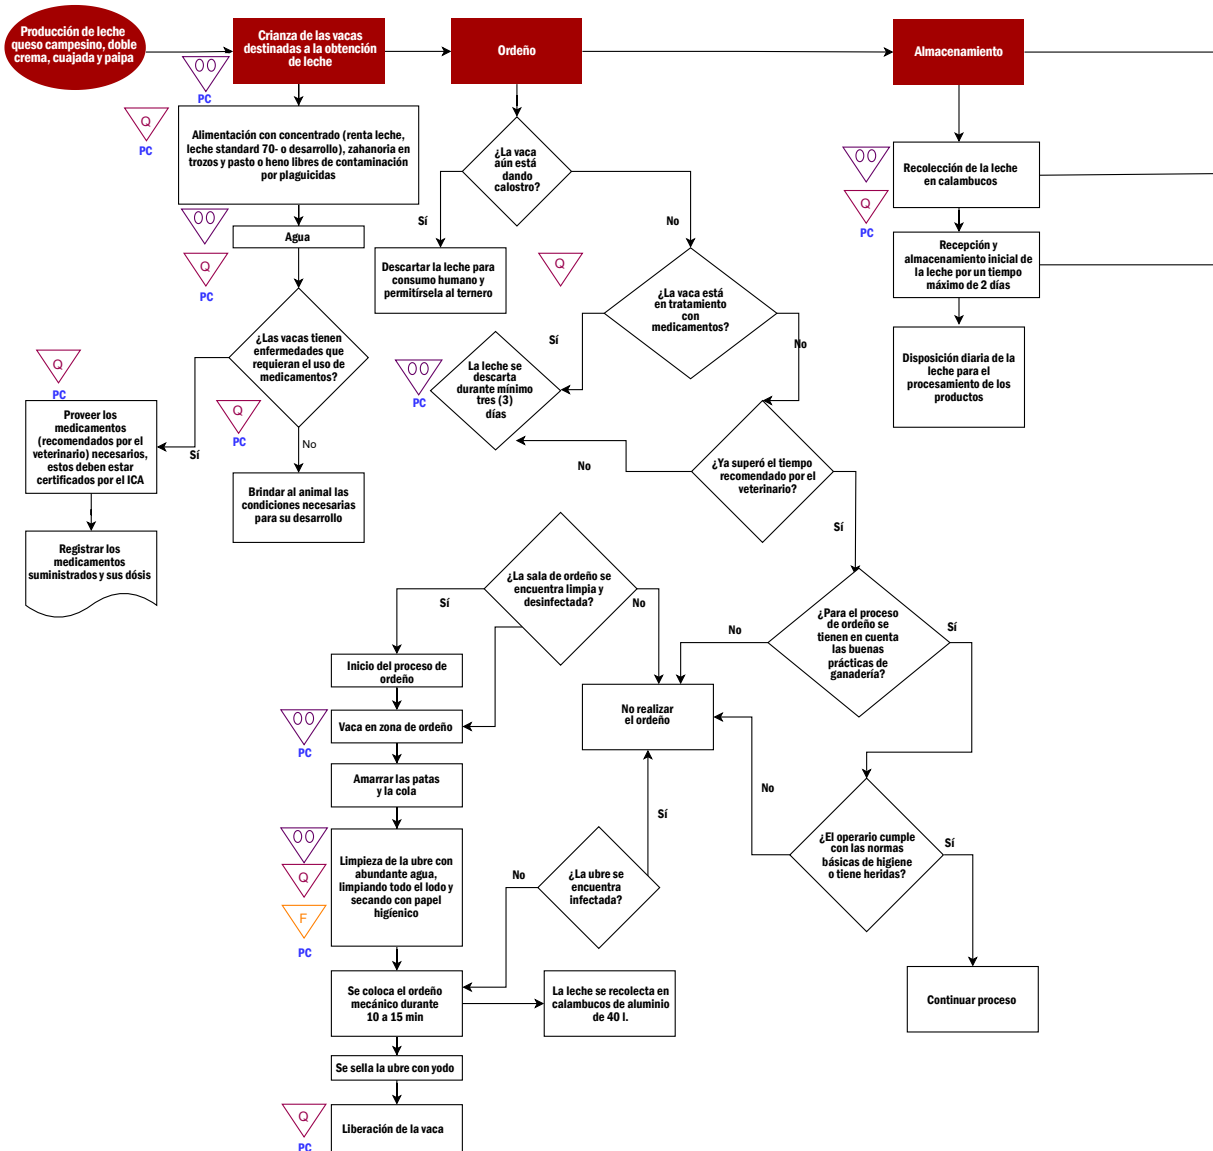 Producción de leche
queso campesino, doble
crema, cuajada y paipa
Crianza de las vacas
destinadas a la obtención
de leche
Ordeño
Almacenamiento
OO
PC
Q
PC
Alimentación con concentrado (renta leche,
leche standard 70- o desarrollo), zahanoria en
trozos y pasto o heno libres de contaminación
por plaguicidas
OO
Agua
Q
PC
¿Las vacas tienen
enfermedades que
requieran el uso de
medicamentos?
Q
PC
Sí
Proveer los
medicamentos
(recomendados por el
veterinario) necesarios,
estos deben estar
certificados por el ICA
Registrar los
medicamentos
suministrados y sus dósis
Q
PC
No
Brindar al animal las
condiciones necesarias
para su desarrollo
¿La vaca
aún está
dando
calostro?
Sí
No
Descartar la leche para
consumo humano y
permitírsela al ternero
Q
¿La vaca está
en tratamiento
con
medicamentos?
Sí
No
OO
PC
La leche se
descarta
durante mínimo
tres (3)
días
¿Ya superó el tiempo
recomendado por el
veterinario?
No
Sí
¿Para el proceso
de ordeño se
tienen en cuenta
las buenas
prácticas de
ganadería?
No
Sí
¿La sala de ordeño se
encuentra limpia y
desinfectada?
Sí
No
Inicio del proceso de
ordeño
No realizar
el ordeño
OO
PC
Vaca en zona de ordeño
Amarrar las patas
y la cola
¿El operario cumple
con las normas
básicas de higiene
o tiene heridas?
No
Sí
Continuar proceso
OO
Q
F
PC
Limpieza de la ubre con
abundante agua,
limpiando todo el lodo y
secando con papel
higíenico
¿La ubre se
encuentra
infectada?
No
Sí
Se coloca el ordeño
mecánico durante
10 a 15 min
La leche se recolecta en
calambucos de aluminio
de 40 l.
Se sella la ubre con yodo
Q
PC
Liberación de la vaca
OO
Q
PC
Recolección de la leche
en calambucos
Recepción y
almacenamiento inicial de
la leche por un tiempo
máximo de 2 días
Disposición diaria de la
leche para el
procesamiento de los
productos